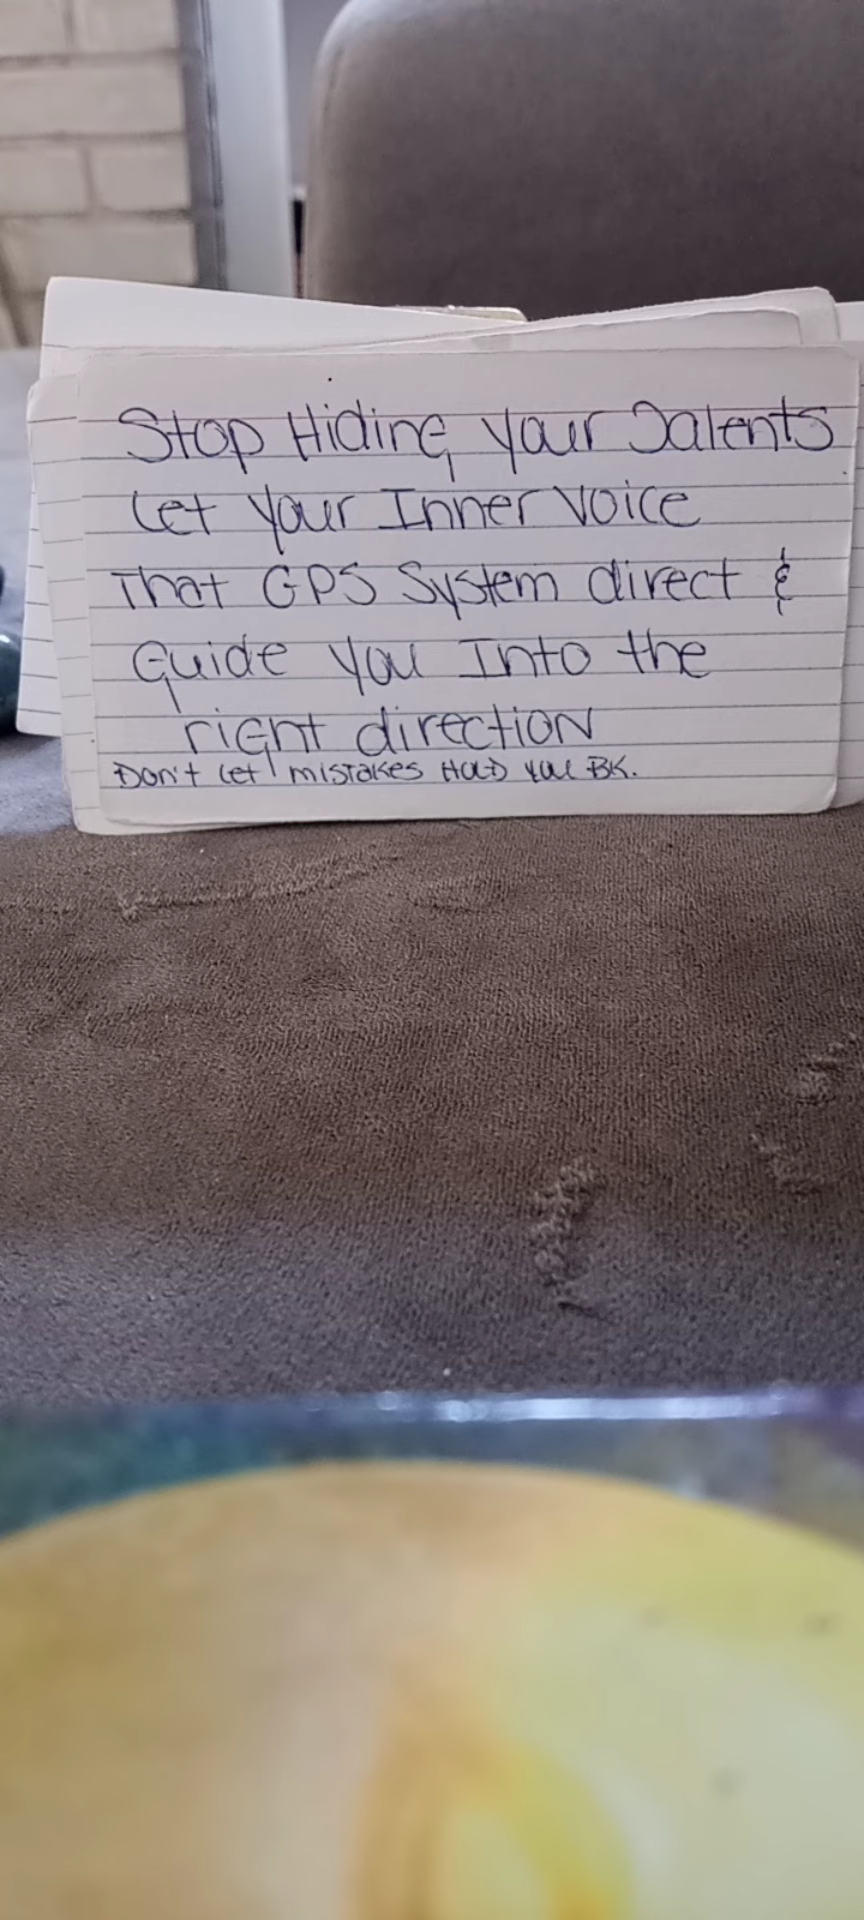 Stop Hiding your Talents
Let your Inner Voice
That GPS System direct &
Guide you Into the
right direction
Don't Let mistakes HOLD you BK.